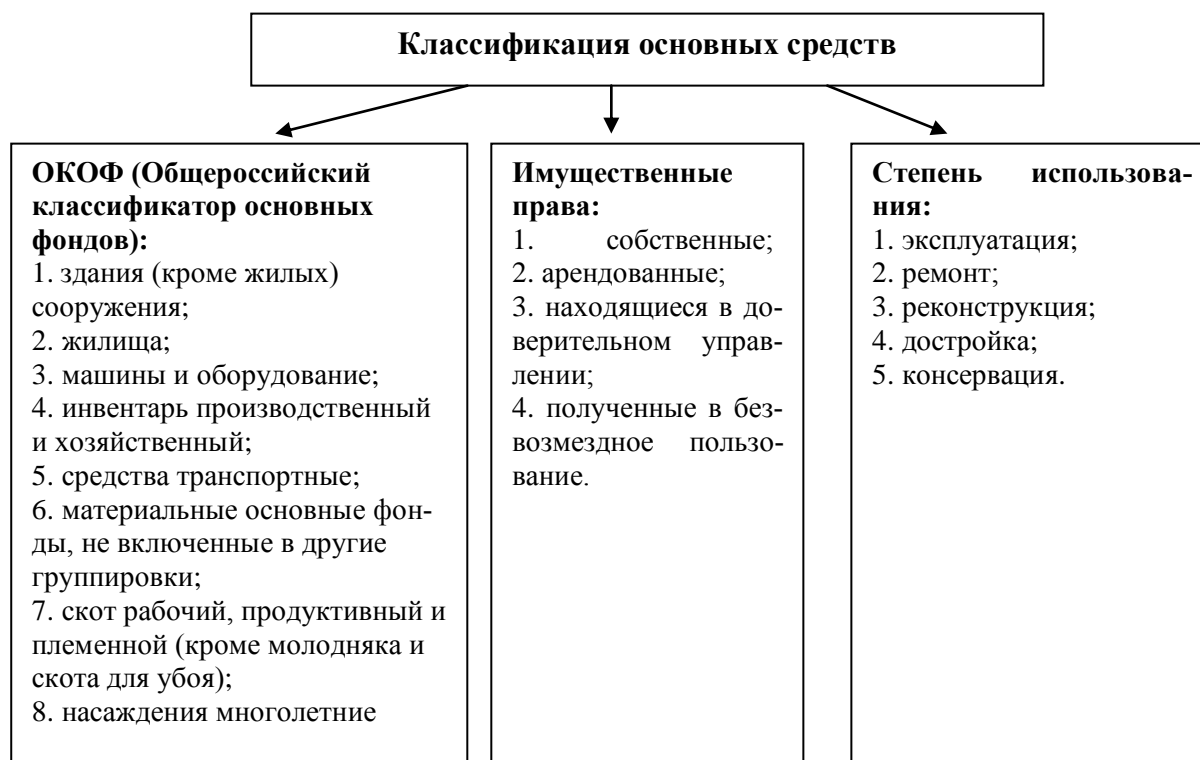 Классификация основных средств
ОКОФ (Общероссийский
классификатор основных
фондов):
1. здания (кроме жилых)
сооружения;
2. жилища;
3. машины и оборудование;
4. инвентарь производственный
и хозяйственный;
5. средства транспортные;
6. материальные основные фон-
ды, не включенные в другие
группировки;
7. скот рабочий, продуктивный и
племенной (кроме молодняка и
скота для убоя);
8. насаждения многолетние
Имущественные
права:
1. собственные;
2. арендованные;
3. находящиеся в до-
верительном управ-
лении;
4. полученные в без-
возмездное пользо-
вание.
Степень использова-
ния:
1. эксплуатация;
2. ремонт;
3. реконструкция;
4. достройка;
5. консервация.